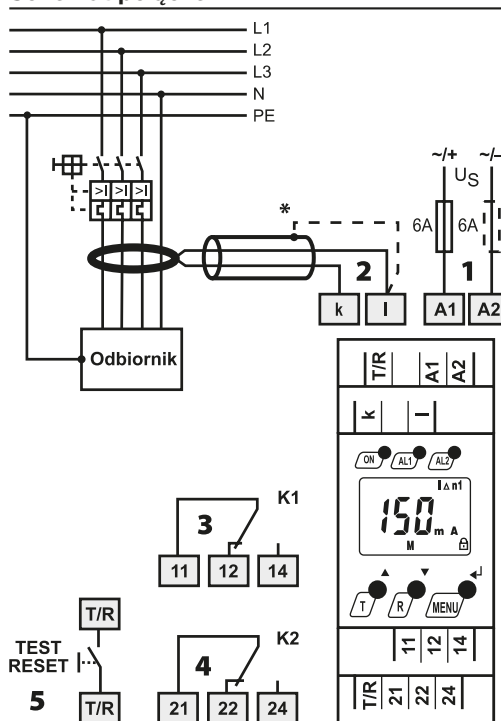 L1
L2
L3
N
PE
>I >I >I
*
~/+ ~/–
US
6A 6A
2 1
k l A1 A2
Odbiornik
T/R A1 A2
k l
ON AL1 AL2
I∆n1
150 m A
M
T R MENU
K1
3
11 12 14
11 12 14
T/R
K2
TEST
RESET
4
5
T/R
21 22 24
T/R 21 22 24